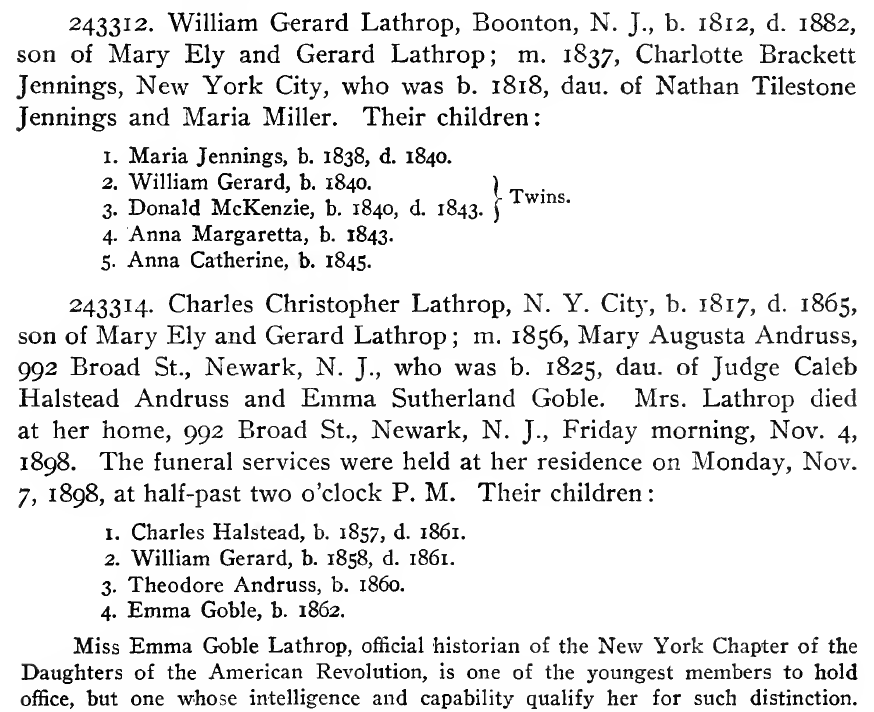 243312. William Gerard Lathrop, Boonton, N. J., b. 1812, d. 1882,
son of Mary Ely and Gerard Lathrop; m. 1837, Charlotte Brackett
Jennings, New York City, who was b. 1818, dau. of Nathan Tilestone
Jennings and Maria Miller. Their children:
1. Maria Jennings, b. 1838, d. 1840.
2. William Gerard, b. 1840.
3. Donald McKenzie, b. 1840, d. 1843. } Twins.
4. Anna Margaretta, b. 1843.
5. Anna Catherine, b. 1845.
243314. Charles Christopher Lathrop, N. Y. City, b. 1817, d. 1865,
son of Mary Ely and Gerard Lathrop; m. 1856, Mary Augusta Andruss,
992 Broad St., Newark, N. J., who was b. 1825, dau. of Judge Caleb
Halstead Andruss and Emma Sutherland Goble. Mrs. Lathrop died
at her home, 992 Broad St., Newark, N. J., Friday morning, Nov. 4,
1898. The funeral services were held at her residence on Monday, Nov.
7, 1898, at half-past two o'clock P. M. Their children:
1. Charles Halstead, b. 1857, d. 1861.
2. William Gerard, b. 1858, d. 1861.
3. Theodore Andruss, b. 1860.
4. Emma Goble, b. 1862.
Miss Emma Goble Lathrop, official historian of the New York Chapter of the
Daughters of the American Revolution, is one of the youngest members to hold
office, but one whose intelligence and capability qualify her for such distinction.